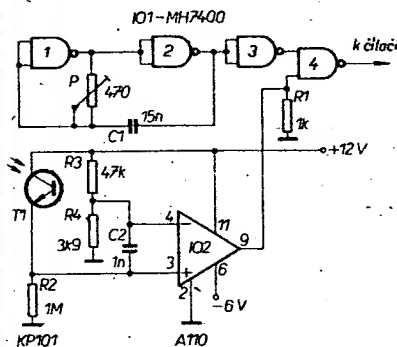 IO1-MH7400
1
2
3
4
k čítači
P
470
15n
C1
R1
1k
+12V
R3
47k
T1
R4
3k9
C2
1n
4
3
IO2
11
9
6
2
-6V
R2
1M
KP101
A110